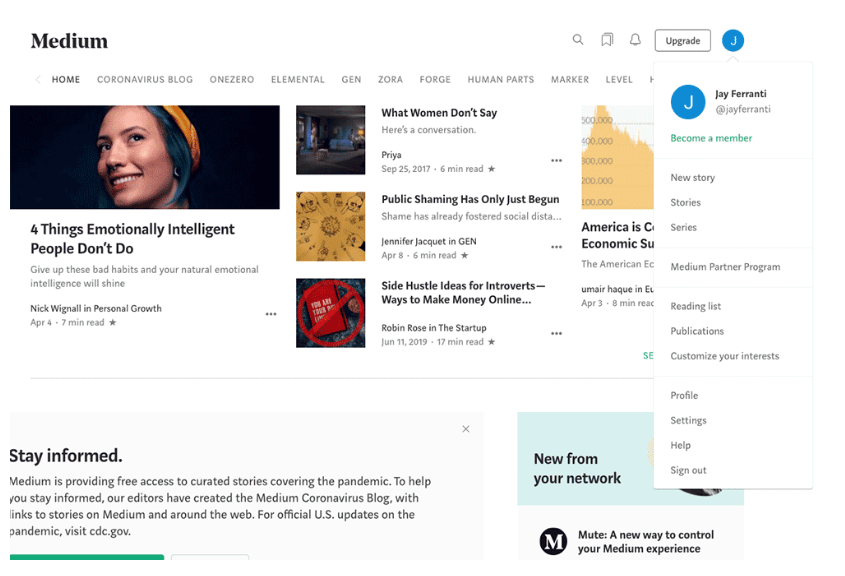 Medium
Upgrade
J
HOME CORONAVIRUS BLOG ONEZERO ELEMENTAL GEN ZORA FORGE HUMAN PARTS MARKER LEVEL
4 Things Emotionally Intelligent
People Don't Do
Give up these bad habits and your natural emotional
intelligence will shine
Nick Wignall in Personal Growth
Apr 4 · 7 min read ★
What Women Don't Say
Here's a conversation.
Priya
Sep 25, 2017 · 6 min read ★
Public Shaming Has Only Just Begun
Shame has already fostered social dista...
Jennifer Jacquet in GEN
Apr 8 · 6 min read ★
YOU ARE
Side Hustle Ideas for Introverts—
Ways to Make Money Online...
Robin Rose in The Startup
Jun 11, 2019 · 17 min read ★
500,000
400,000
300,000
200,000
100,000
America is C
Economic Su
The American Ec
umair haque in Eu
Apr 3 · 8 min read
SE
J
Jay Ferranti
@jayferranti
Become a member
New story
Stories
Series
Medium Partner Program
Reading list
Publications
Customize your interests
Profile
Settings
Help
Sign out
Stay informed.
Medium is providing free access to curated stories covering the pandemic. To help
you stay informed, our editors have created the Medium Coronavirus Blog, with
links to stories on Medium and around the web. For official U.S. updates on the
pandemic, visit cdc.gov.
New from
your network
M
Mute: A new way to control
your Medium experience